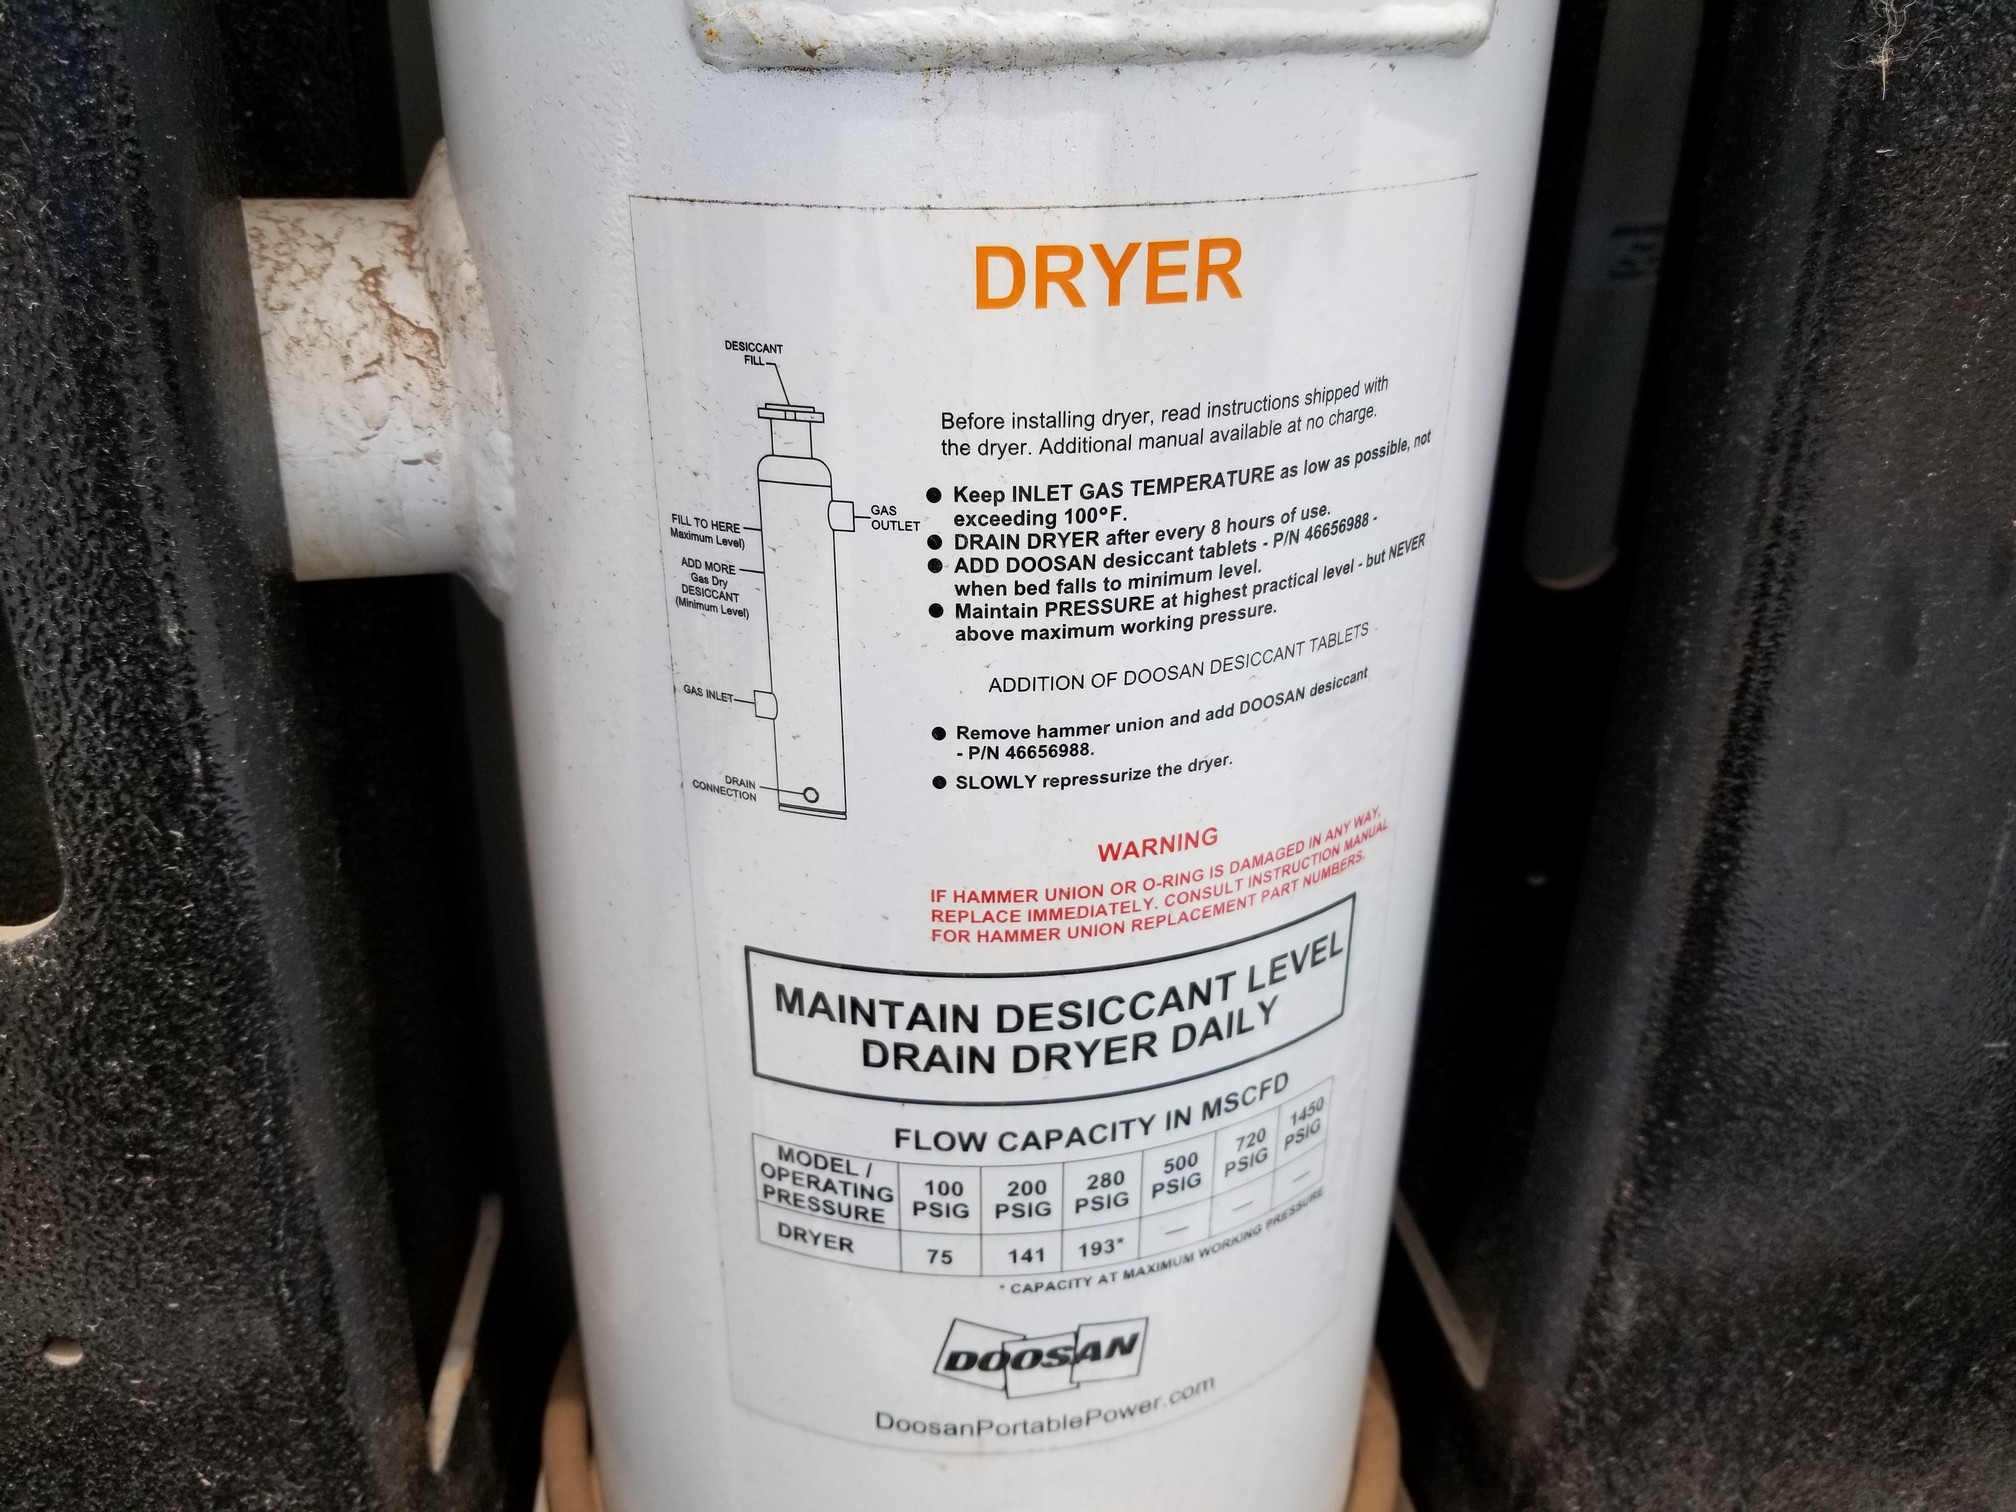 DRYER
DESICCANT
FILL
GAS
OUTLET
FILL TO HERE
Maximum Level)
ADD MORE
Gas Dry
DESICCANT
(Minimum Level)
GAS INLET
DRAIN
CONNECTION
Before installing dryer, read instructions shipped with
the dryer. Additional manual available at no charge.
● Keep INLET GAS TEMPERATURE as low as possible, not
exceeding 100°F.
● DRAIN DRYER after every 8 hours of use.
● ADD DOOSAN desiccant tablets - P/N 46656988 -
when bed falls to minimum level.
● Maintain PRESSURE at highest practical level - but NEVER
above maximum working pressure.
ADDITION OF DOOSAN DESICCANT TABLETS
● Remove hammer union and add DOOSAN desiccant
- P/N 46656988.
● SLOWLY repressurize the dryer.
WARNING
IF HAMMER UNION OR O-RING IS DAMAGED IN ANY WAY,
REPLACE IMMEDIATELY. CONSULT INSTRUCTION MANUAL
FOR HAMMER UNION REPLACEMENT PART NUMBERS.
MAINTAIN DESICCANT LEVEL
DRAIN DRYER DAILY
FLOW CAPACITY IN MSCFD
MODEL / OPERATING PRESSURE 100 PSIG 200 PSIG 280 PSIG 500 PSIG 720 PSIG 1450 PSIG
DRYER 75 141 193* — — —
* CAPACITY AT MAXIMUM WORKING PRESSURE
DOOSAN
DoosanPortablePower.com